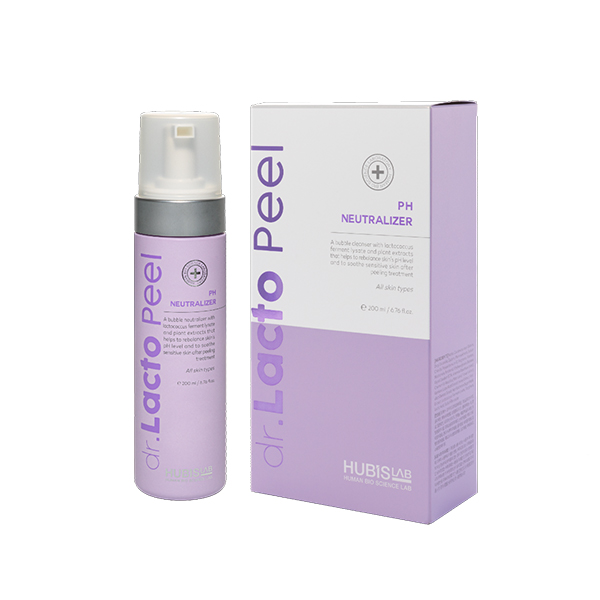 dr.Lacto Peel
PH
NEUTRALIZER
A bubble neutralizer with
lactococcus ferment lysate
and plant extracts that
helps to rebalance skin's
pH level and to soothe
sensitive skin after peeling
treatment
All skin types
℮ 200 ml / 6.76 fl.oz
HUBISLAB
HUMAN BIO SCIENCE LAB
dr.Lacto Peel
PH
NEUTRALIZER
A bubble cleanser with lactococcus
ferment lysate and plant extracts
that helps to rebalance skin's pH level
and to soothe sensitive skin after
peeling treatment
All skin types
℮ 200 ml / 6.76 fl.oz
HUBISLAB
HUMAN BIO SCIENCE LAB